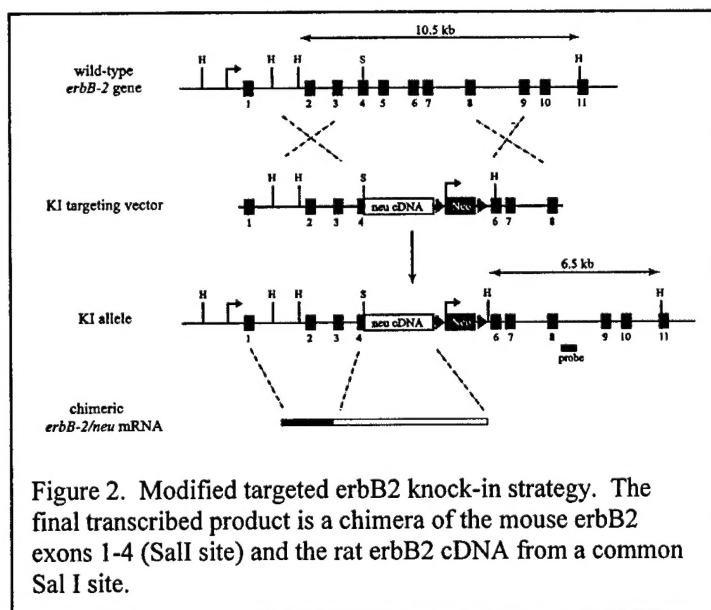 10.5 kb
H H H S H
wild-type
erbB-2 gene
1 2 3 4 5 6 7 8 9 10 11
H H S H
KI targeting vector
neu cDNA Neo
1 2 3 4 6 7 8
6.5 kb
H H H S H H
KI allele
neu cDNA Neo
1 2 3 4 6 7 8 9 10 11
probe
chimeric
erbB-2/neu mRNA
Figure 2. Modified targeted erbB2 knock-in strategy. The
final transcribed product is a chimera of the mouse erbB2
exons 1-4 (SalI site) and the rat erbB2 cDNA from a common
Sal I site.